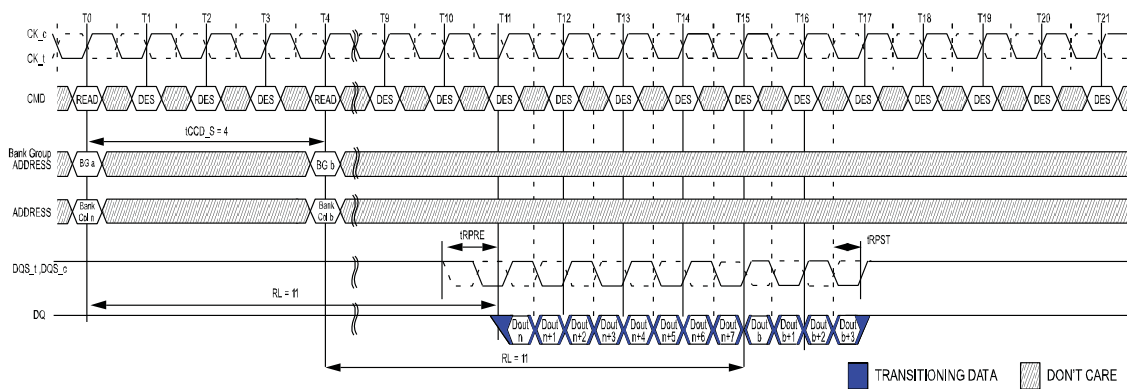 T0 T1 T2 T3 T4 T9 T10 T11 T12 T13 T14 T15 T16 T17 T18 T19 T20 T21
CK_c
CK_t
CMD READ DES DES DES READ DES DES DES DES DES DES DES DES DES DES DES DES DES
tCCD_S = 4
Bank Group
ADDRESS
BG a BG b
ADDRESS
Bank
Col n
Bank
Col b
tRPRE tRPST
DQS_t ,DQS_c
RL = 11
DQ
Dout Dout Dout Dout Dout Dout Dout Dout Dout Dout Dout Dout
n n+1 n+2 n+3 n+4 n+5 n+6 n+7 b b+1 b+2 b+3
RL = 11
TRANSITIONING DATA DON'T CARE